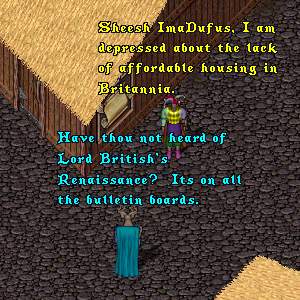 Sheesh ImaDufus, I am
depressed about the lack
of affordable housing in
Britannia.
Have thou not heard of
Lord British's
Renaissance? Its on all
the bulletin boards.